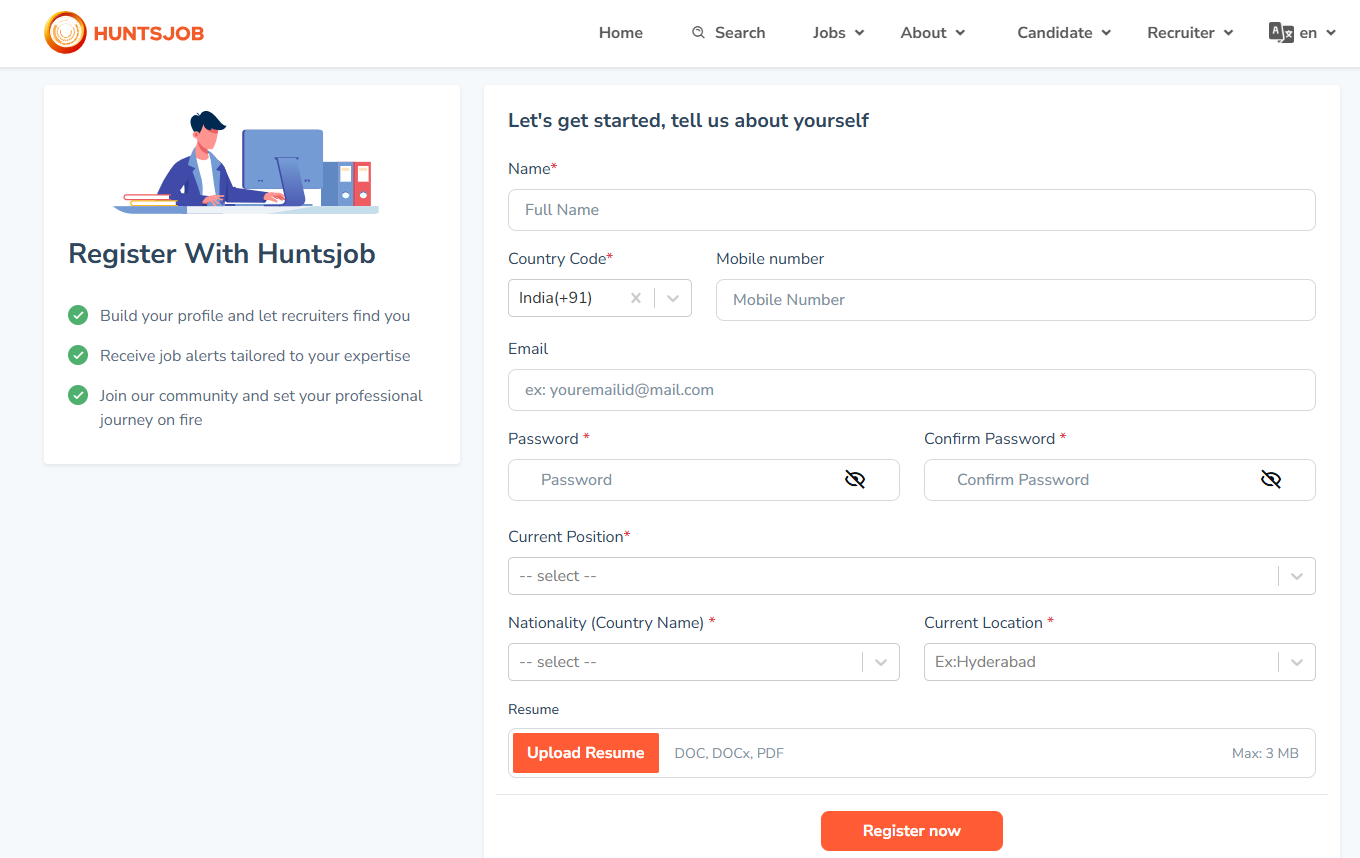 HUNTSJOB
Home
Search
Jobs
About
Candidate
Recruiter
en
Register With Huntsjob
Build your profile and let recruiters find you
Receive job alerts tailored to your expertise
Join our community and set your professional
journey on fire
Let's get started, tell us about yourself
Name*
Full Name
Country Code*
Mobile number
India(+91)
Mobile Number
Email
ex: youremailid@mail.com
Password *
Confirm Password *
Password
Confirm Password
Current Position*
-- select --
Nationality (Country Name) *
Current Location *
-- select --
Ex:Hyderabad
Resume
Upload Resume
DOC, DOCx, PDF
Max: 3 MB
Register now